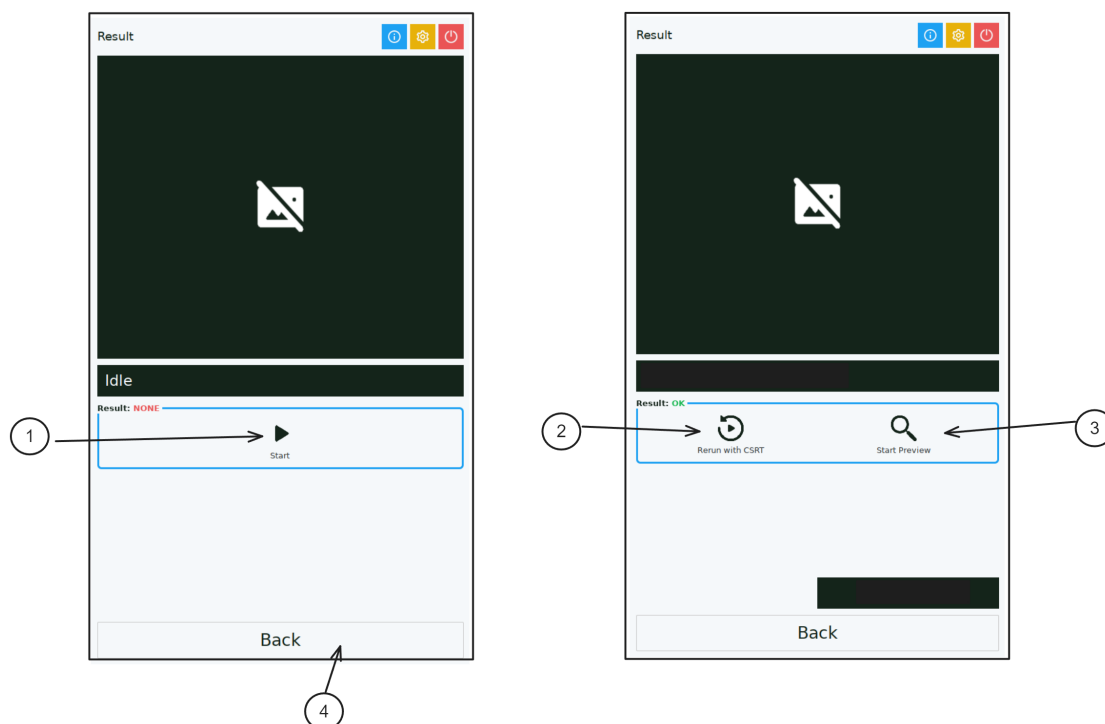 Result
Idle
Result: NONE
1
Start
Back
4
Result
Result: OK
2
3
Rerun with CSRT
Start Preview
Back